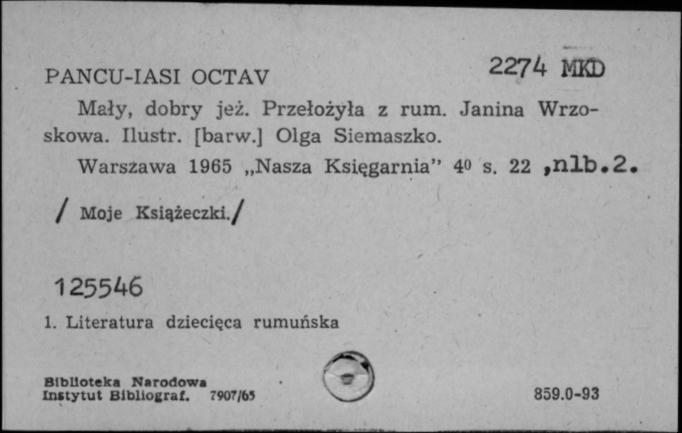 2274 MKD
PANCU-IASI OCTAV
Mały, dobry jeż. Przełożyła z rum. Janina Wrzo-
skowa. Ilustr. [barw.] Olga Siemaszko.
Warszawa 1965 „Nasza Księgarnia” 4⁰ s. 22 ,nlb.2.
/ Moje Książeczki./
125546
1. Literatura dziecięca rumuńska
Biblioteka Narodowa
Instytut Bibliograf. 7907/65
859.0-93